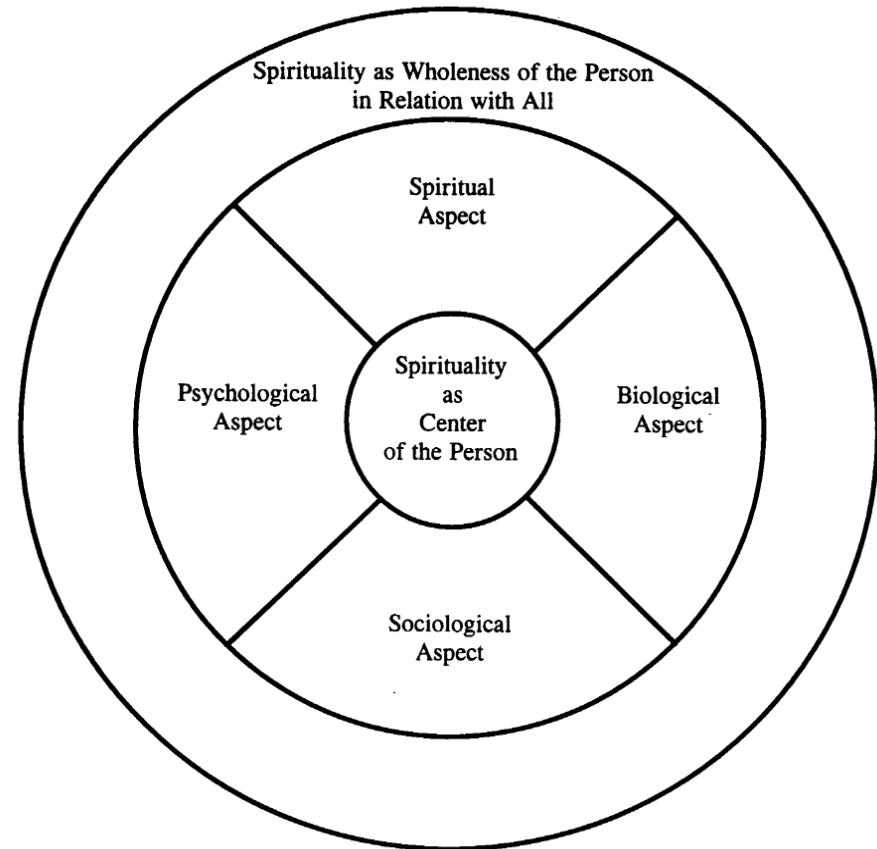 Spirituality as Wholeness of the Person
in Relation with All
Spiritual
Aspect
Psychological
Aspect
Spirituality
as
Center
of the Person
Biological
Aspect
Sociological
Aspect